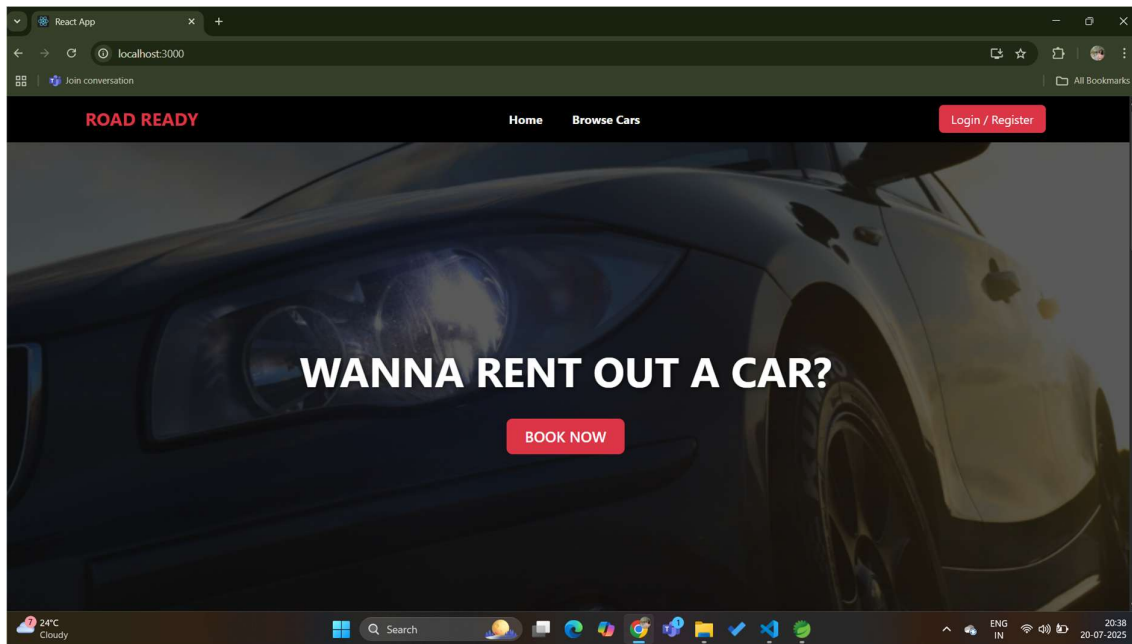 React App
localhost:3000
Join conversation
All Bookmarks
ROAD READY
Home
Browse Cars
Login / Register
WANNA RENT OUT A CAR?
BOOK NOW
7
24°C
Cloudy
Search
ENG
IN
20:38
20-07-2025